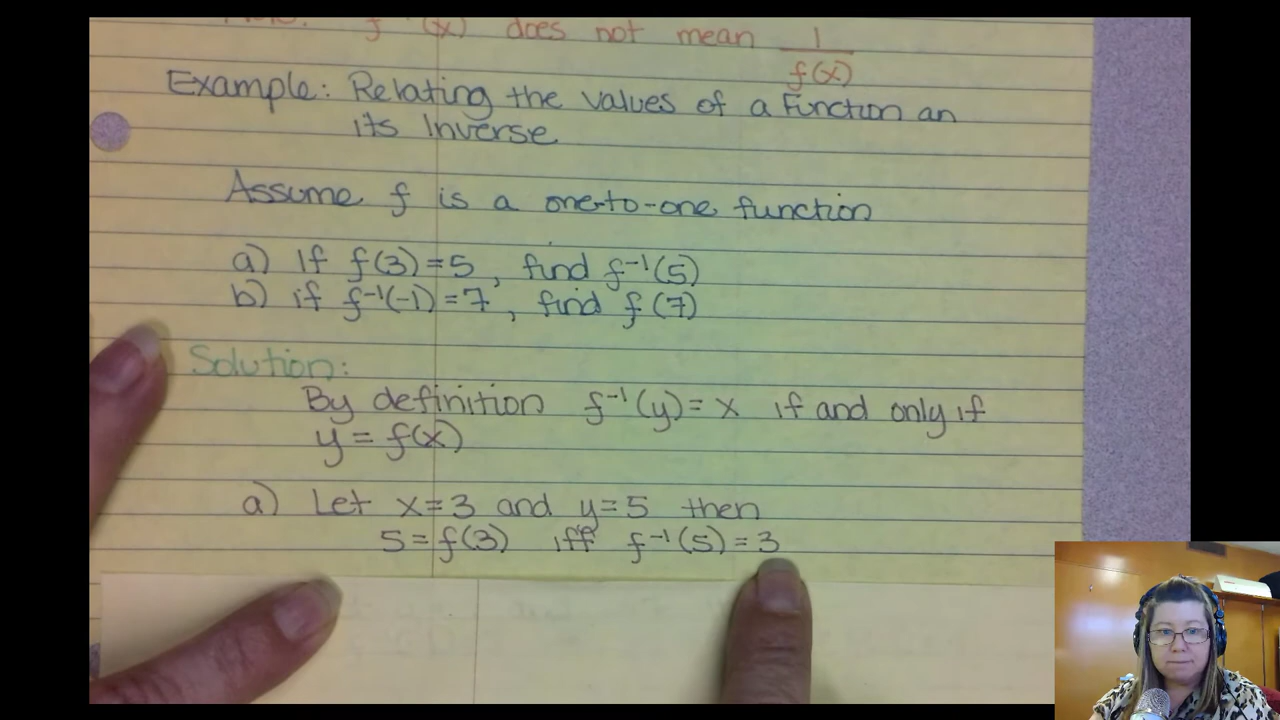 f⁻¹(x) does not mean 1/f(x)
Example: Relating the values of a Function an
its Inverse
Assume f is a one-to-one function
a) If f(3)=5, find f⁻¹(5)
b) if f⁻¹(-1)=7, find f(7)
Solution:
By definition f⁻¹(y)=x if and only if
y=f(x)
a) Let x=3 and y=5 then
5=f(3) iff f⁻¹(5)=3